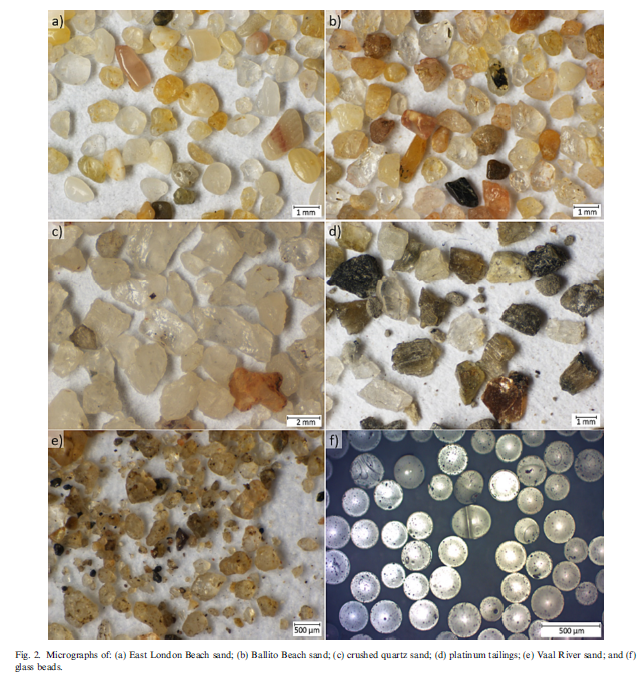 a)
b)
1 mm
1 mm
c)
d)
2 mm
1 mm
e)
f)
500 µm
500 µm
Fig. 2. Micrographs of: (a) East London Beach sand; (b) Ballito Beach sand; (c) crushed quartz sand; (d) platinum tailings; (e) Vaal River sand; and (f)
glass beads.